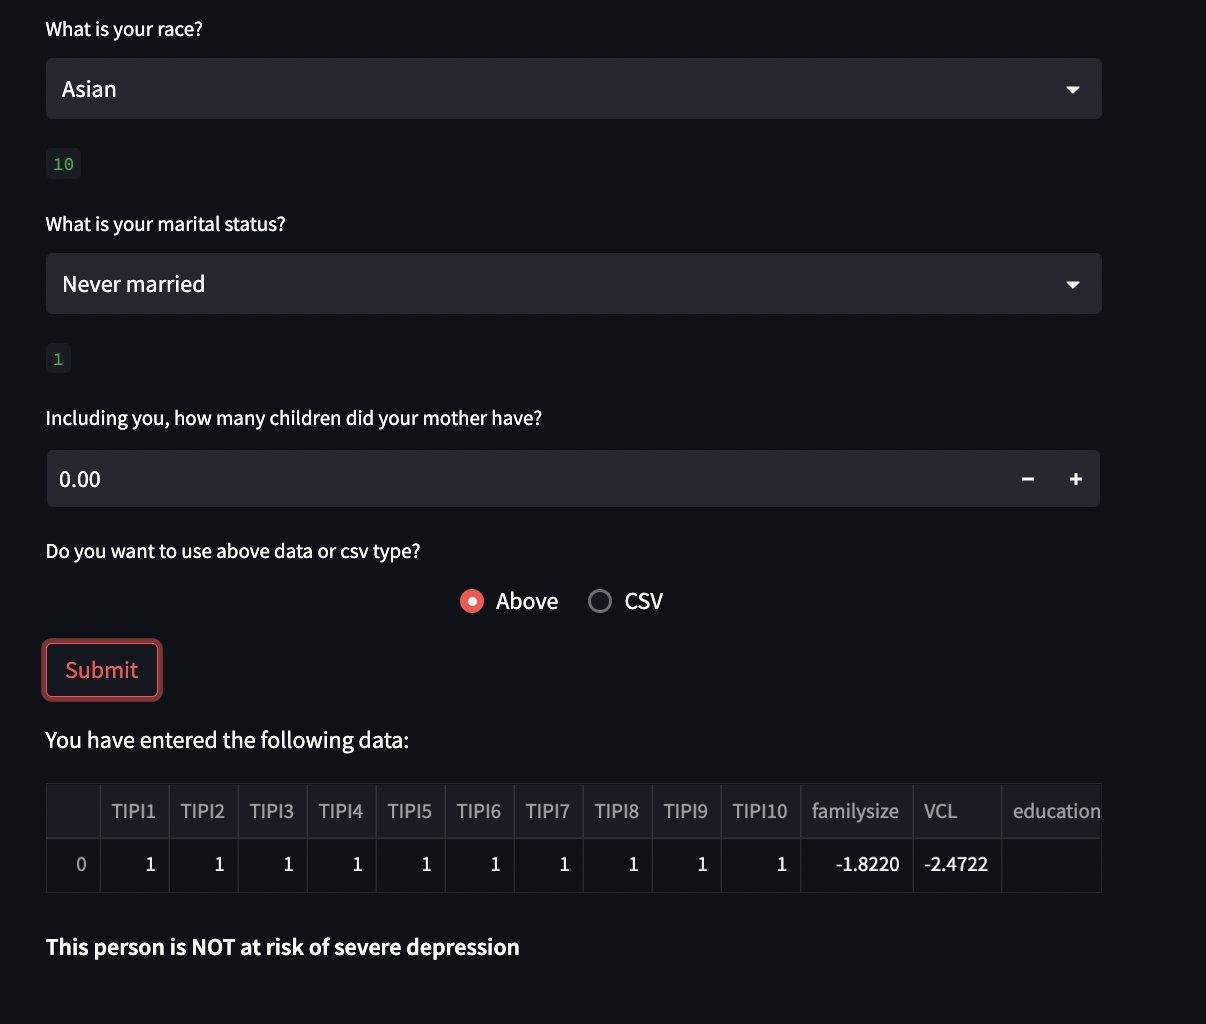 What is your race?
Asian
10
What is your marital status?
Never married
1
Including you, how many children did your mother have?
0.00 − +
Do you want to use above data or csv type?
Above CSV
Submit
You have entered the following data:
TIPI1 TIPI2 TIPI3 TIPI4 TIPI5 TIPI6 TIPI7 TIPI8 TIPI9 TIPI10 familysize VCL education
0 1 1 1 1 1 1 1 1 1 1 -1.8220 -2.4722
This person is NOT at risk of severe depression